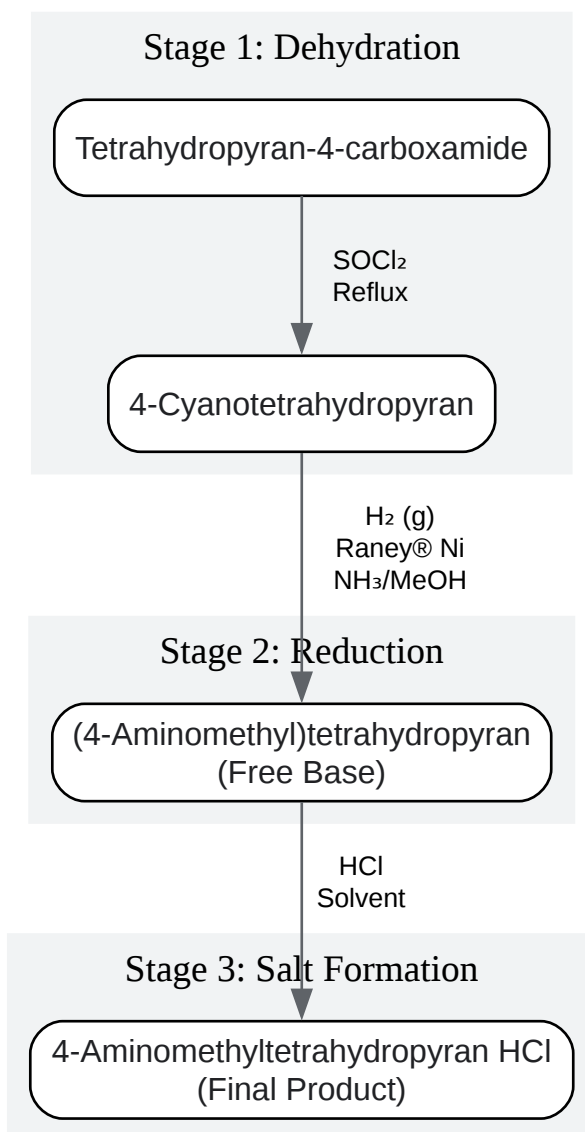 Stage 1: Dehydration
Tetrahydropyran-4-carboxamide
SOCl₂
Reflux
4-Cyanotetrahydropyran
H₂ (g)
Raney® Ni
NH₃/MeOH
Stage 2: Reduction
(4-Aminomethyl)tetrahydropyran
(Free Base)
HCl
Solvent
Stage 3: Salt Formation
4-Aminomethyltetrahydropyran HCl
(Final Product)